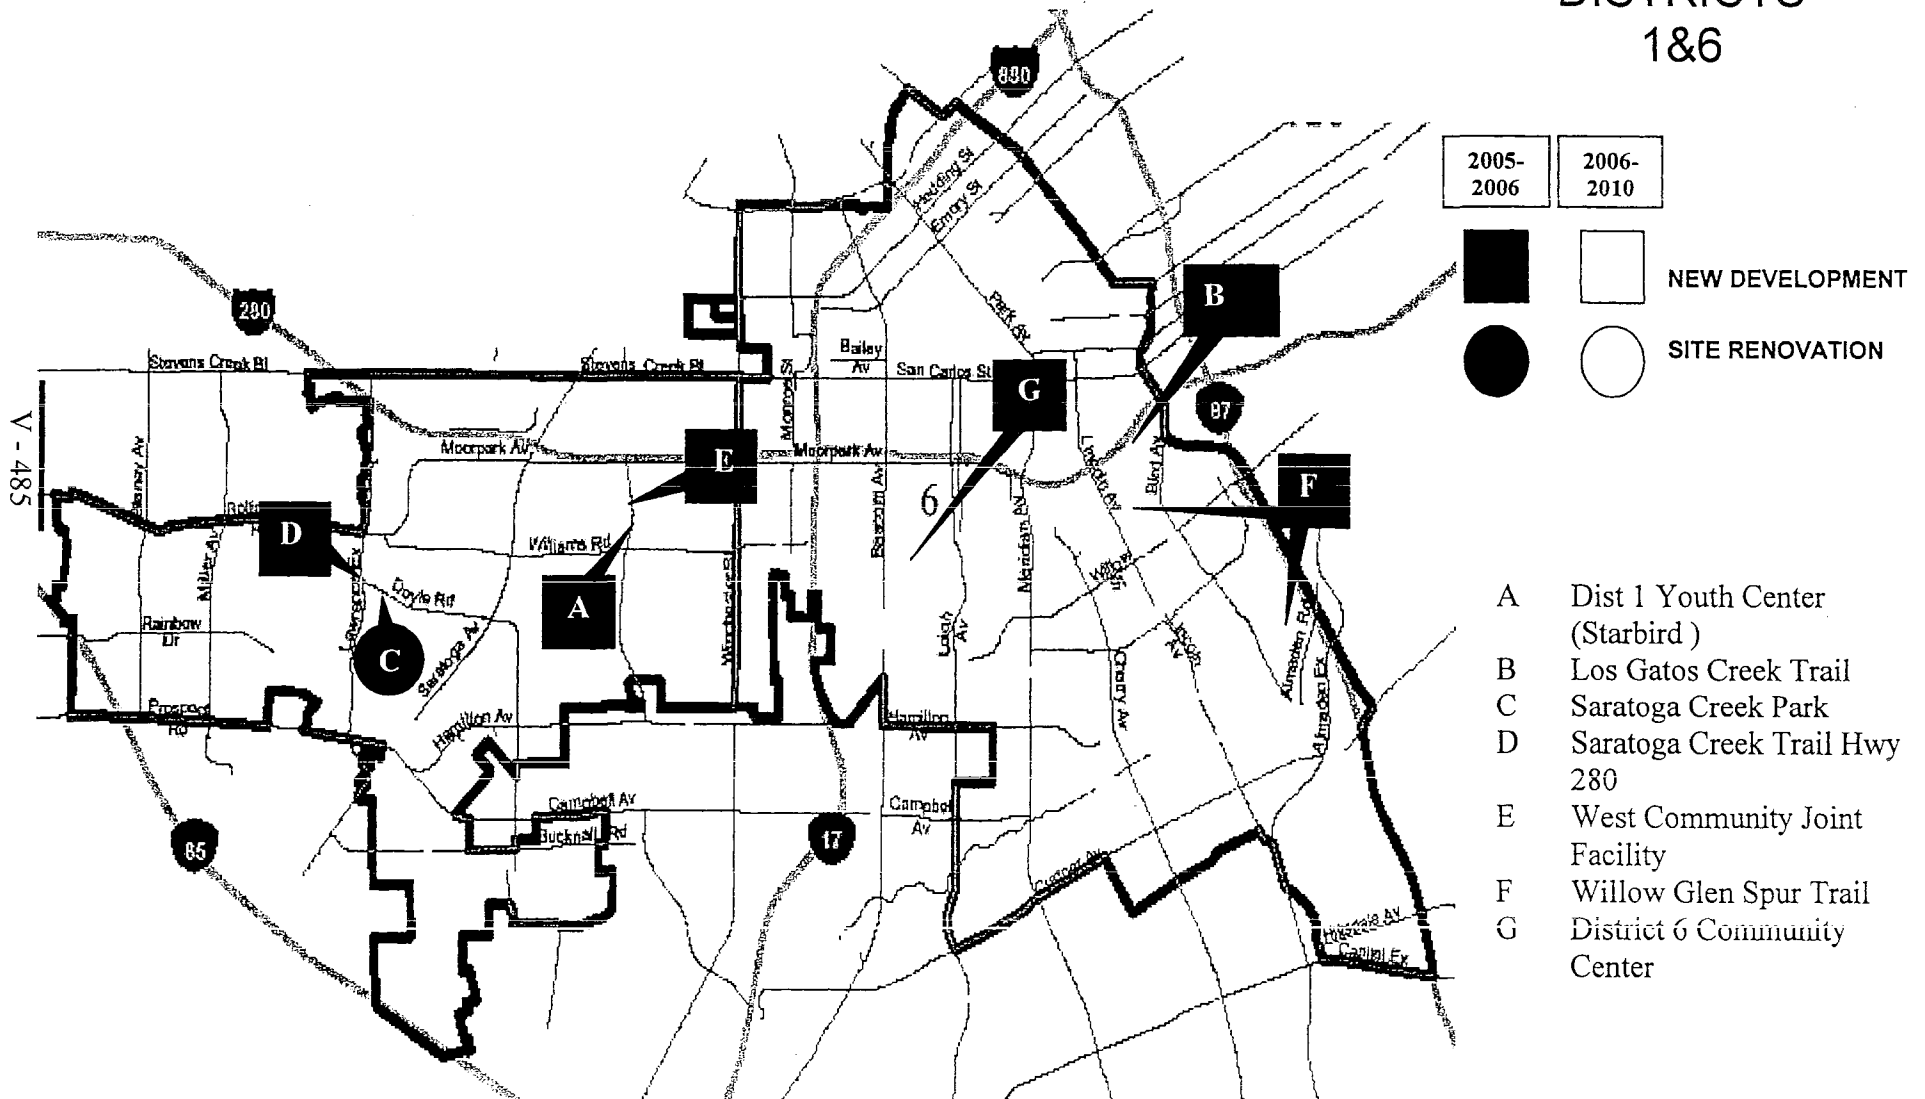 DISTRICTS
1&6
880
2005-
2006
2006-
2010
NEW DEVELOPMENT
SITE RENOVATION
Hedding St
Emory St
B
280
Park Av
Stevens Creek Bl
Stevens Creek Bl
Bailey
Av
San Carlos St
G
87
V - 485
Monroe St
Moorpark Av
E
Moorpark Av
Lincoln Av
Bird Av
F
6
D
Miller Av
Williams Rd
Bascom Av
Meridian Av
Willow
Doyle Rd
Rainbow
Dr
A
C
Saratoga Av
Leigh
Av
Cherry Av
Lincoln
Av
Almaden Rd
Almaden Ex
Prospect
Rd
Hamilton Av
Hamilton
Av
Campbell Av
Campbell
Av
Bucknall Rd
85
17
Curtner Av
Hillsdale Av
Capitol Ex
A Dist 1 Youth Center
(Starbird )
B Los Gatos Creek Trail
C Saratoga Creek Park
D Saratoga Creek Trail Hwy
280
E West Community Joint
Facility
F Willow Glen Spur Trail
G District 6 Community
Center